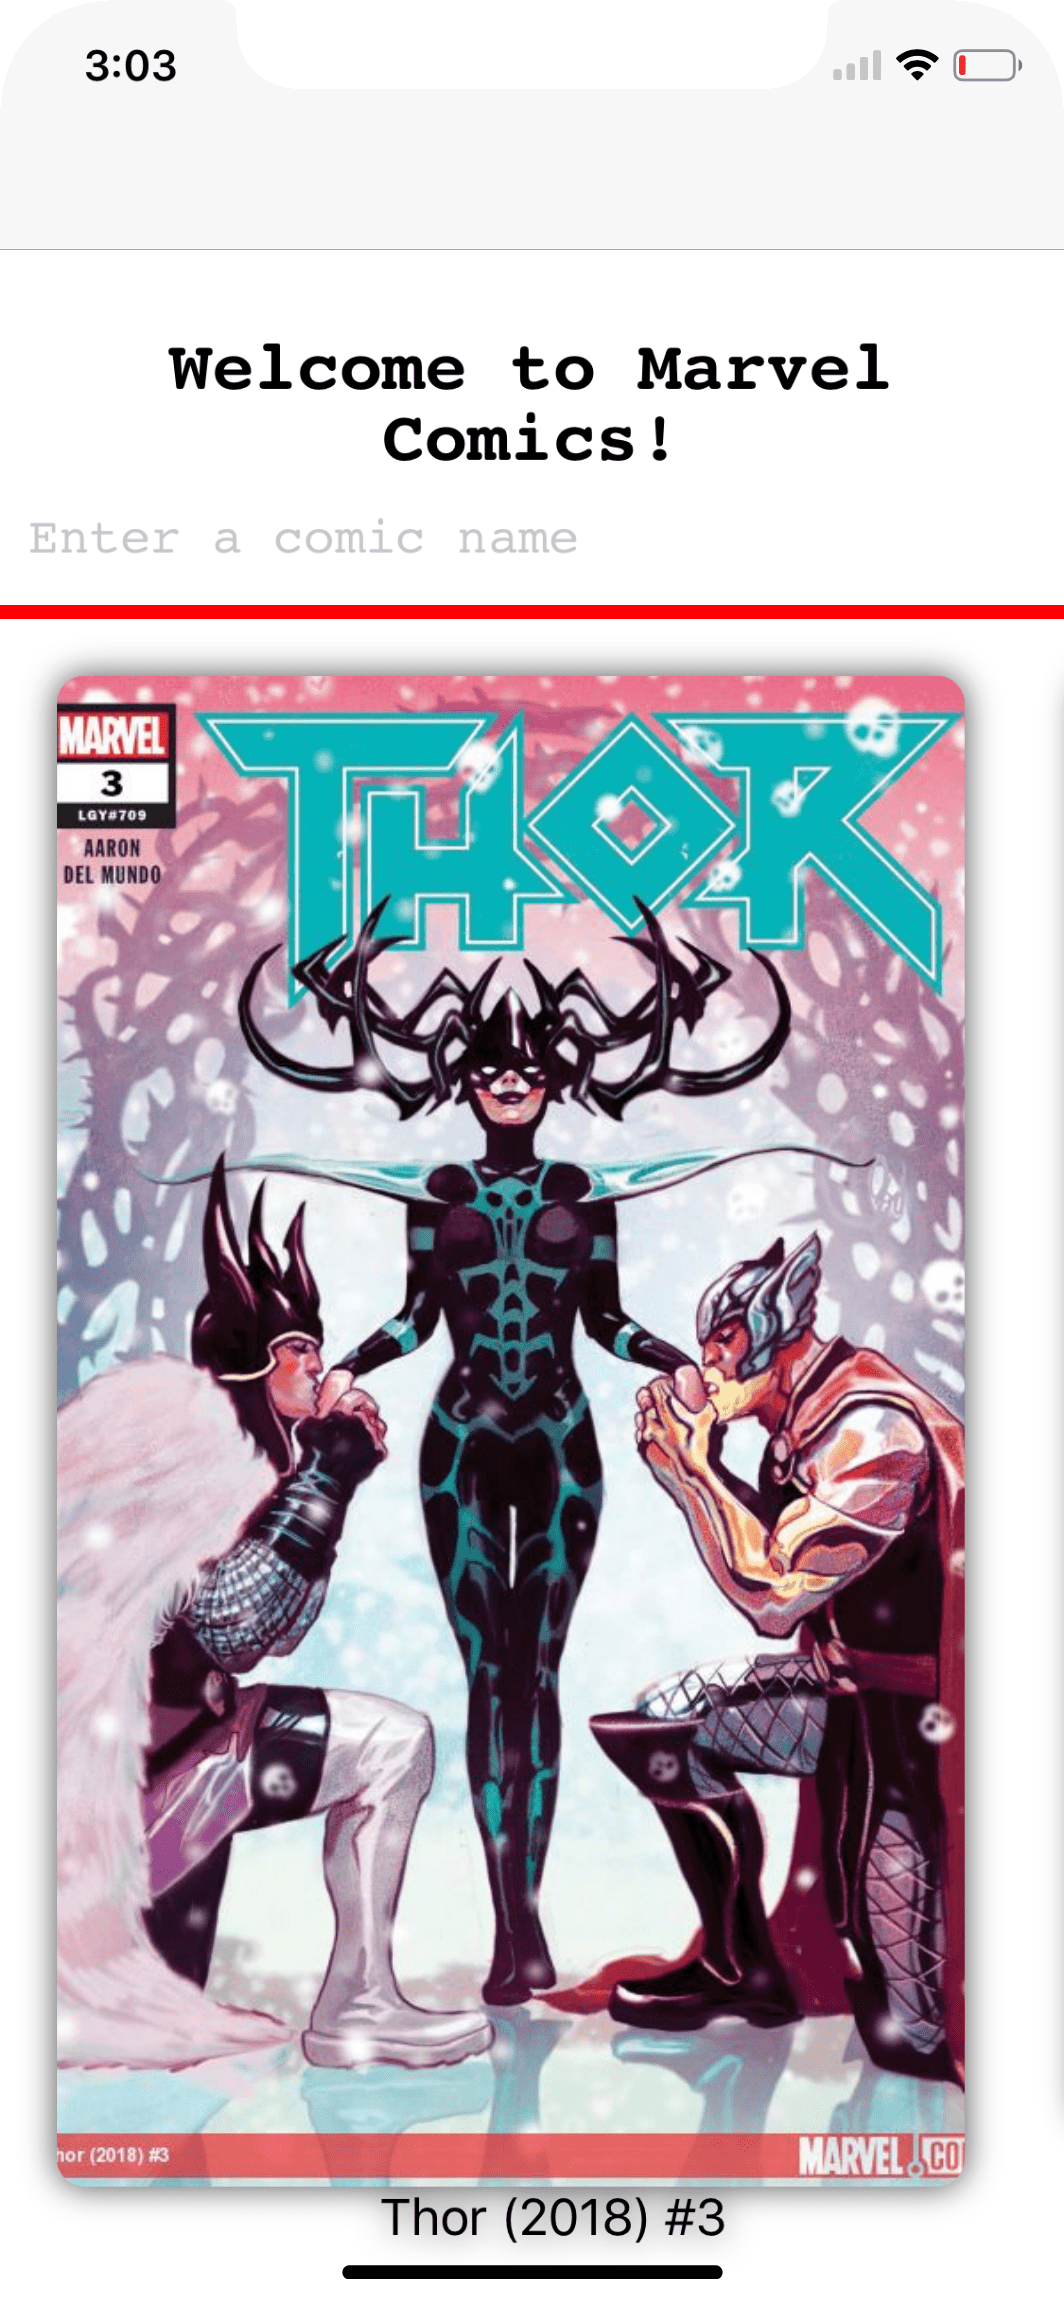 3:03
Welcome to Marvel
Comics!
Enter a comic name
MARVEL
3
LGY#709
AARON
DEL MUNDO
THOR
hor (2018) #3
MARVEL.CO
Thor (2018) #3